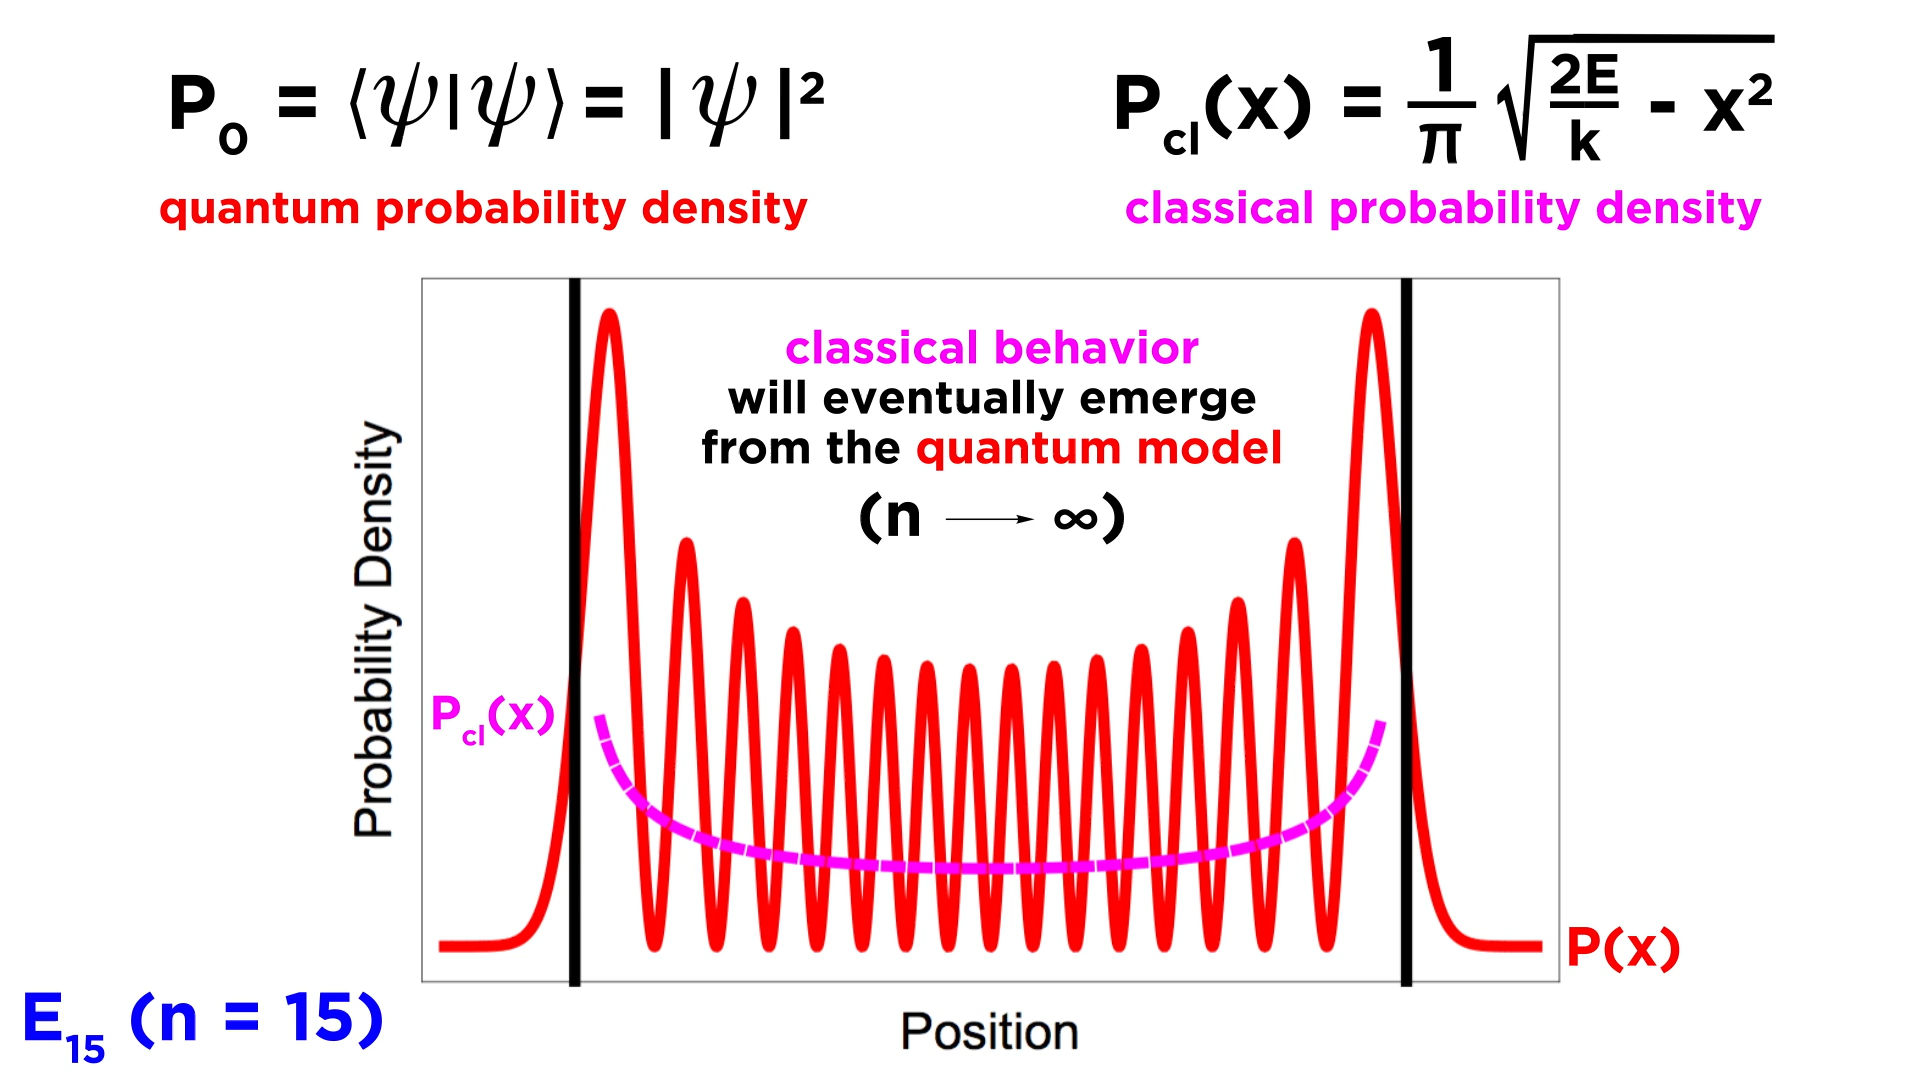 P₀ = ⟨ψ|ψ⟩ = |ψ|²
quantum probability density
P_cl(x) = 1/π √(2E/k - x²)
classical probability density
classical behavior
will eventually emerge
from the quantum model
(n → ∞)
Probability Density
P_cl(x)
P(x)
E₁₅ (n = 15)
Position